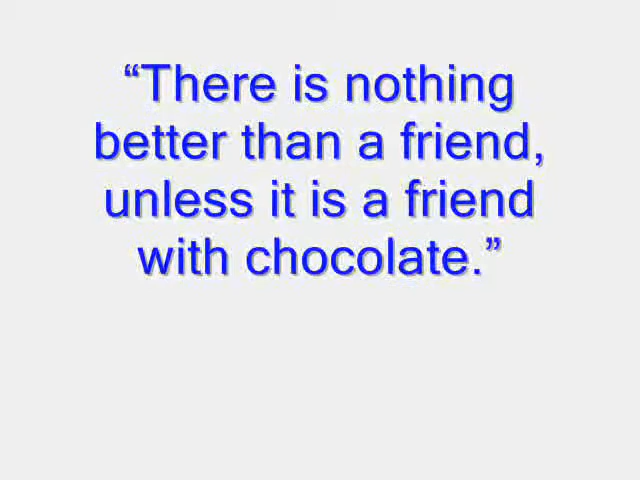 “There is nothing
better than a friend,
unless it is a friend
with chocolate.”